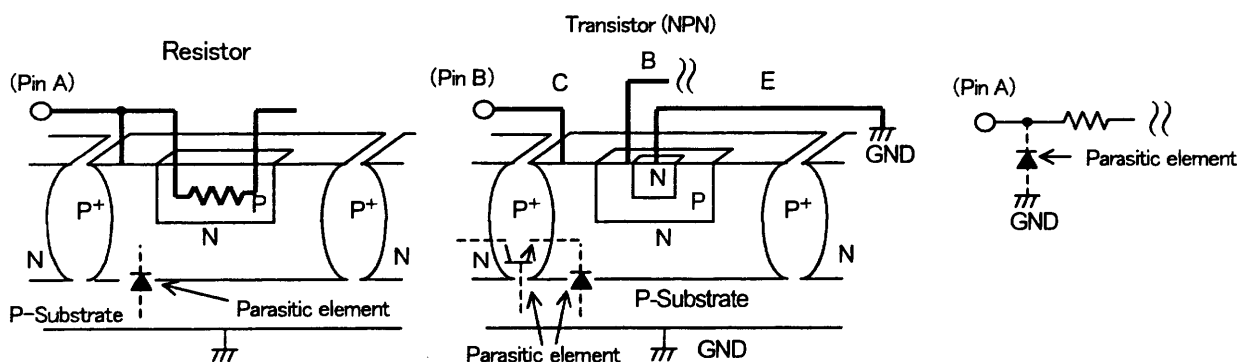 Resistor
(Pin A)
P+
N
P
N
P+
N
P-Substrate
Parasitic element
Transistor (NPN)
(Pin B)
C
B
E
GND
P+
N
N
P
N
P+
N
P-Substrate
Parasitic element
GND
(Pin A)
Parasitic element
GND